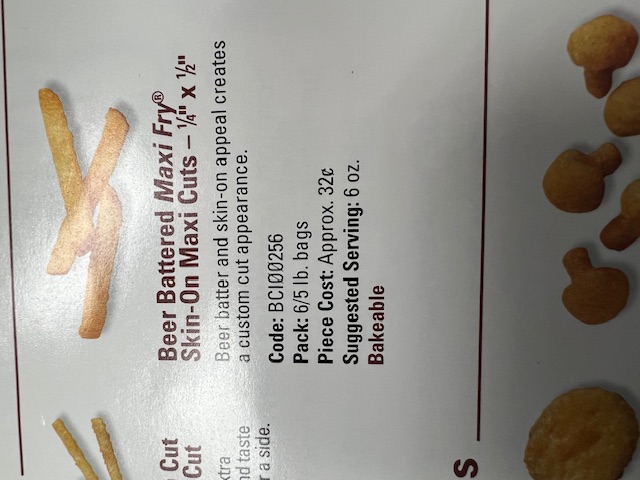 Beer Battered Maxi Fry®
Skin-On Maxi Cuts – ¼" x ½"
Beer batter and skin-on appeal creates
a custom cut appearance.
Code: BCI00256
Pack: 6/5 lb. bags
Piece Cost: Approx. 32¢
Suggested Serving: 6 oz.
Bakeable
Cut
Cut
xtra
nd taste
r a side.
S